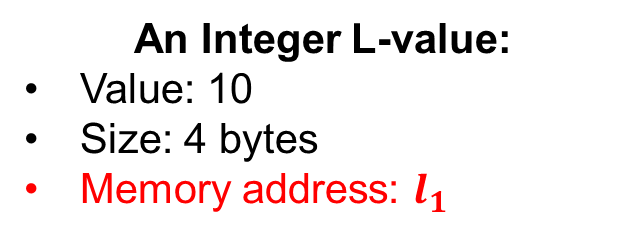 An Integer L-value:
• Value: 10
• Size: 4 bytes
• Memory address: l₁